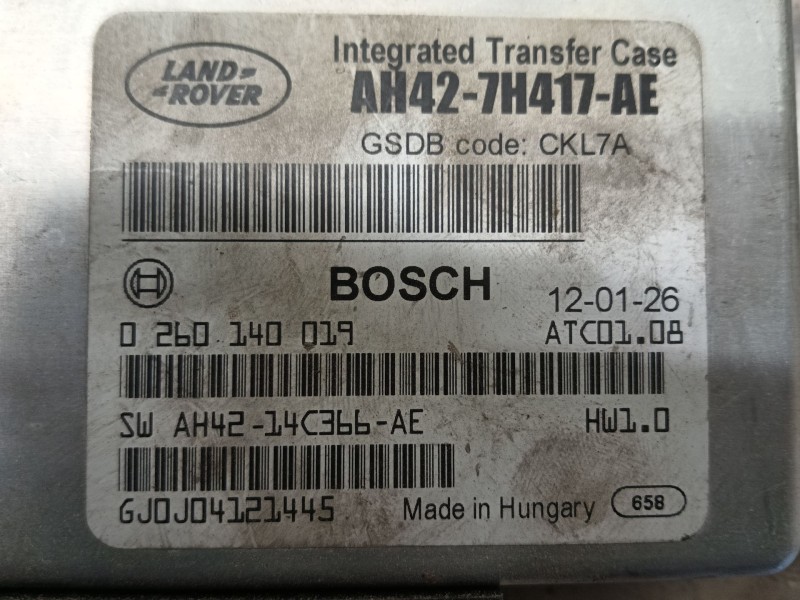 LAND
ROVER
Integrated Transfer Case
AH42-7H417-AE
GSDB code: CKL7A
BOSCH
12-01-26
0 260 140 019
ATC01.08
SW AH42-14C366-AE
HW1.0
GJ0J04121445
Made in Hungary
658